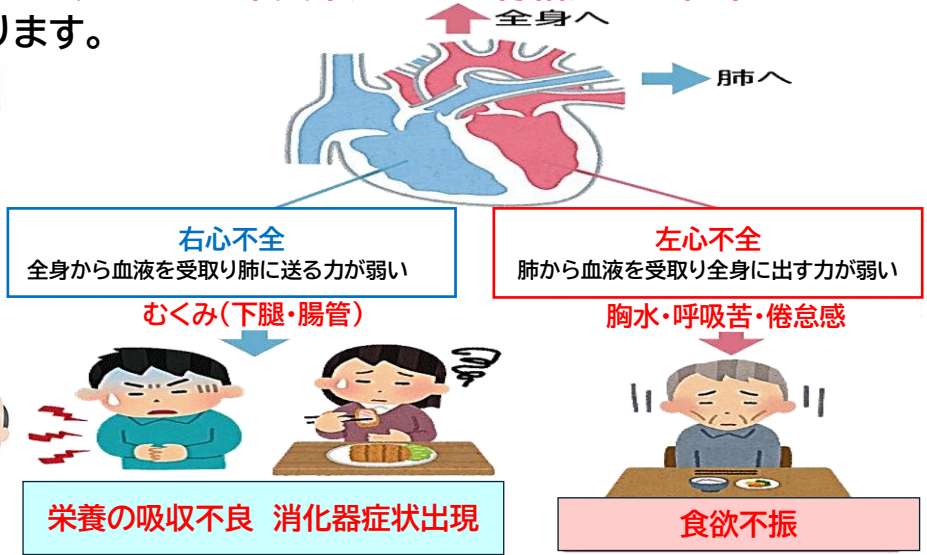 ります。
全身へ
肺へ
右心不全
全身から血液を受取り肺に送る力が弱い
左心不全
肺から血液を受取り全身に出す力が弱い
むくみ(下腿・腸管)
胸水・呼吸苦・倦怠感
栄養の吸収不良 消化器症状出現
食欲不振